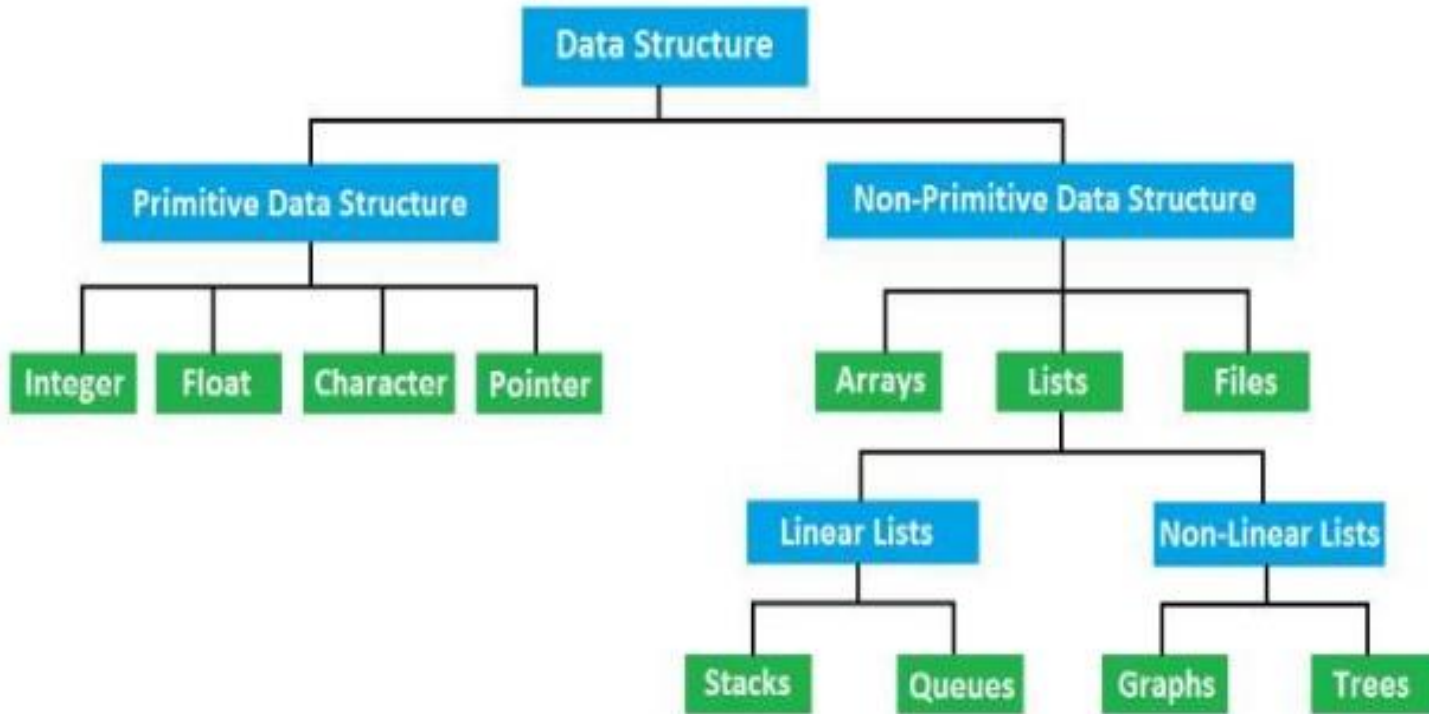 Data Structure
Primitive Data Structure
Non-Primitive Data Structure
Integer
Float
Character
Pointer
Arrays
Lists
Files
Linear Lists
Non-Linear Lists
Stacks
Queues
Graphs
Trees